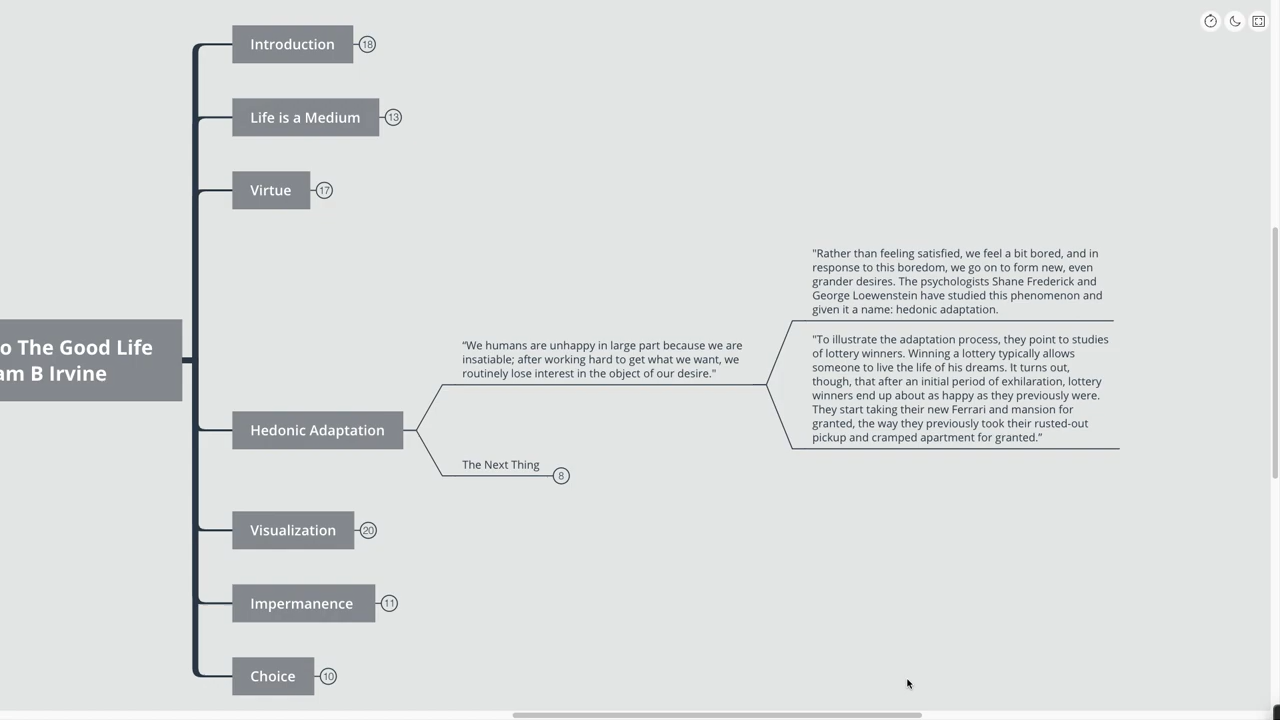 Introduction
18
Life is a Medium
13
Virtue
17
"Rather than feeling satisfied, we feel a bit bored, and in
response to this boredom, we go on to form new, even
grander desires. The psychologists Shane Frederick and
George Loewenstein have studied this phenomenon and
given it a name: hedonic adaptation.
o The Good Life
am B Irvine
"We humans are unhappy in large part because we are
insatiable; after working hard to get what we want, we
routinely lose interest in the object of our desire."
"To illustrate the adaptation process, they point to studies
of lottery winners. Winning a lottery typically allows
someone to live the life of his dreams. It turns out,
though, that after an initial period of exhilaration, lottery
winners end up about as happy as they previously were.
They start taking their new Ferrari and mansion for
granted, the way they previously took their rusted-out
pickup and cramped apartment for granted.”
Hedonic Adaptation
The Next Thing
8
Visualization
20
Impermanence
11
Choice
10